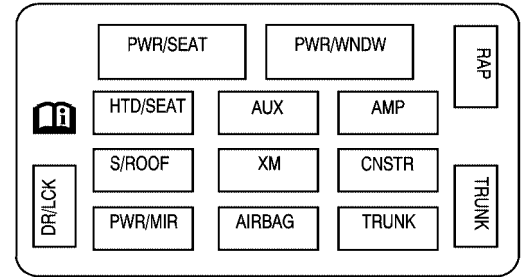 PWR/SEAT
PWR/WNDW
RAP
HTD/SEAT
AUX
AMP
S/ROOF
XM
CNSTR
DR/LCK
PWR/MIR
AIRBAG
TRUNK
TRUNK